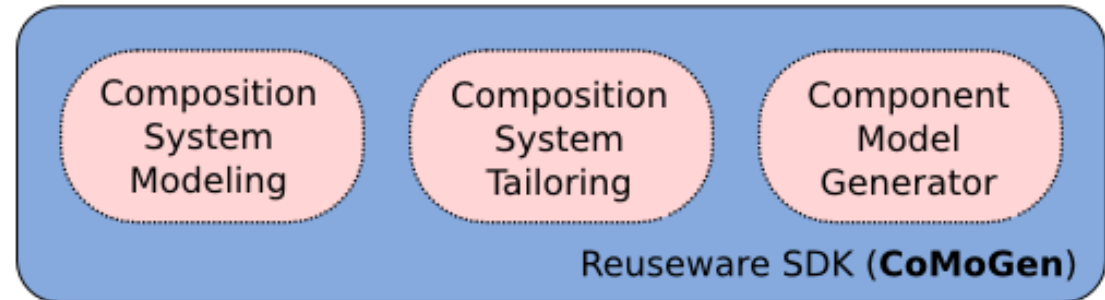 Composition
System
Modeling
Composition
System
Tailoring
Component
Model
Generator
Reuseware SDK (CoMoGen)